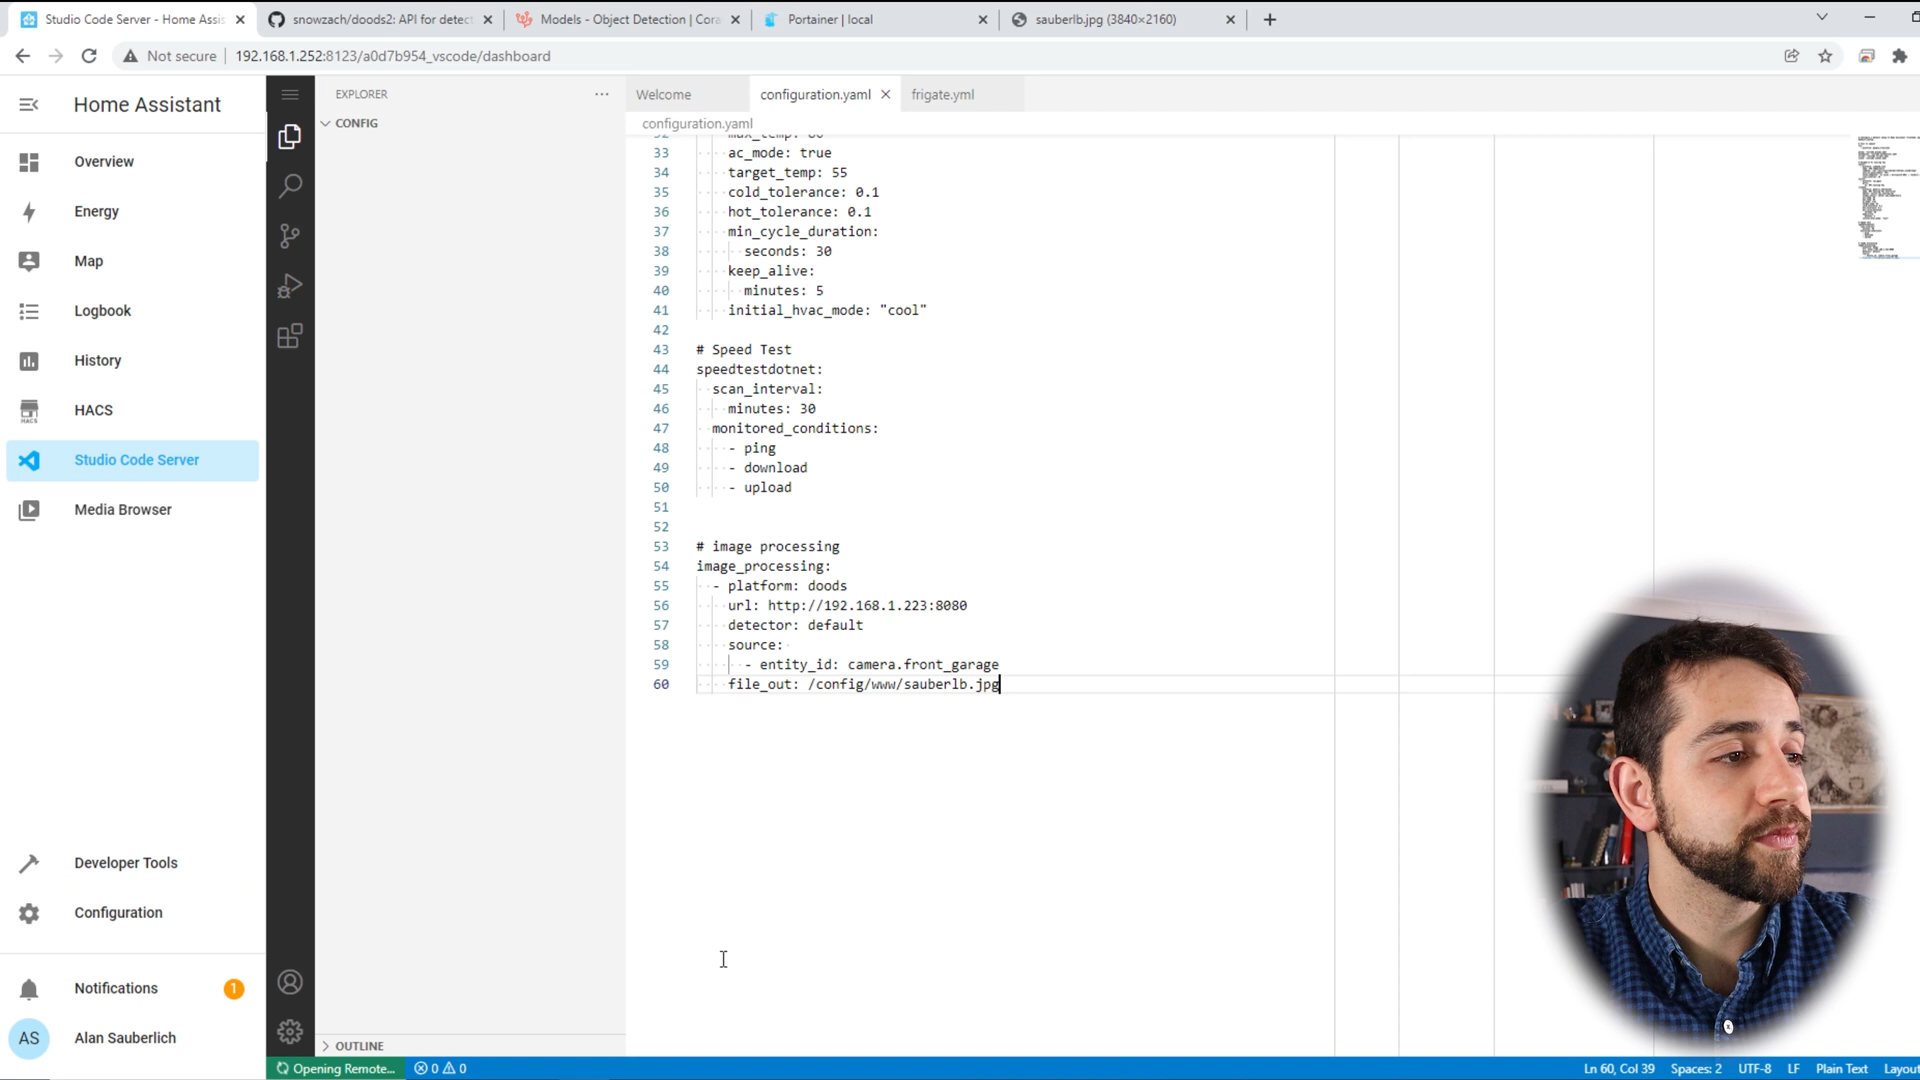 Studio Code Server - Home Assis
snowzach/doods2: API for detect
Models - Object Detection | Cora
Portainer | local
sauberlb.jpg (3840×2160)
Not secure
192.168.1.252:8123/a0d7b954_vscode/dashboard
Home Assistant
EXPLORER
Welcome
configuration.yaml
frigate.yml
CONFIG
configuration.yaml
33 ac_mode: true
34 target_temp: 55
35 cold_tolerance: 0.1
36 hot_tolerance: 0.1
37 min_cycle_duration:
38 seconds: 30
39 keep_alive:
40 minutes: 5
41 initial_hvac_mode: "cool"
42
43 # Speed Test
44 speedtestdotnet:
45 scan_interval:
46 minutes: 30
47 monitored_conditions:
48 - ping
49 - download
50 - upload
51
52
53 # image processing
54 image_processing:
55 - platform: doods
56 url: http://192.168.1.223:8080
57 detector: default
58 source:
59 - entity_id: camera.front_garage
60 file_out: /config/www/sauberlb.jpg
Overview
Energy
Map
Logbook
History
HACS
HACS
Studio Code Server
Media Browser
Developer Tools
Configuration
Notifications
1
AS
Alan Sauberlich
OUTLINE
Opening Remote...
0
0
Ln 60, Col 39
Spaces: 2
UTF-8
LF
Plain Text
Layou